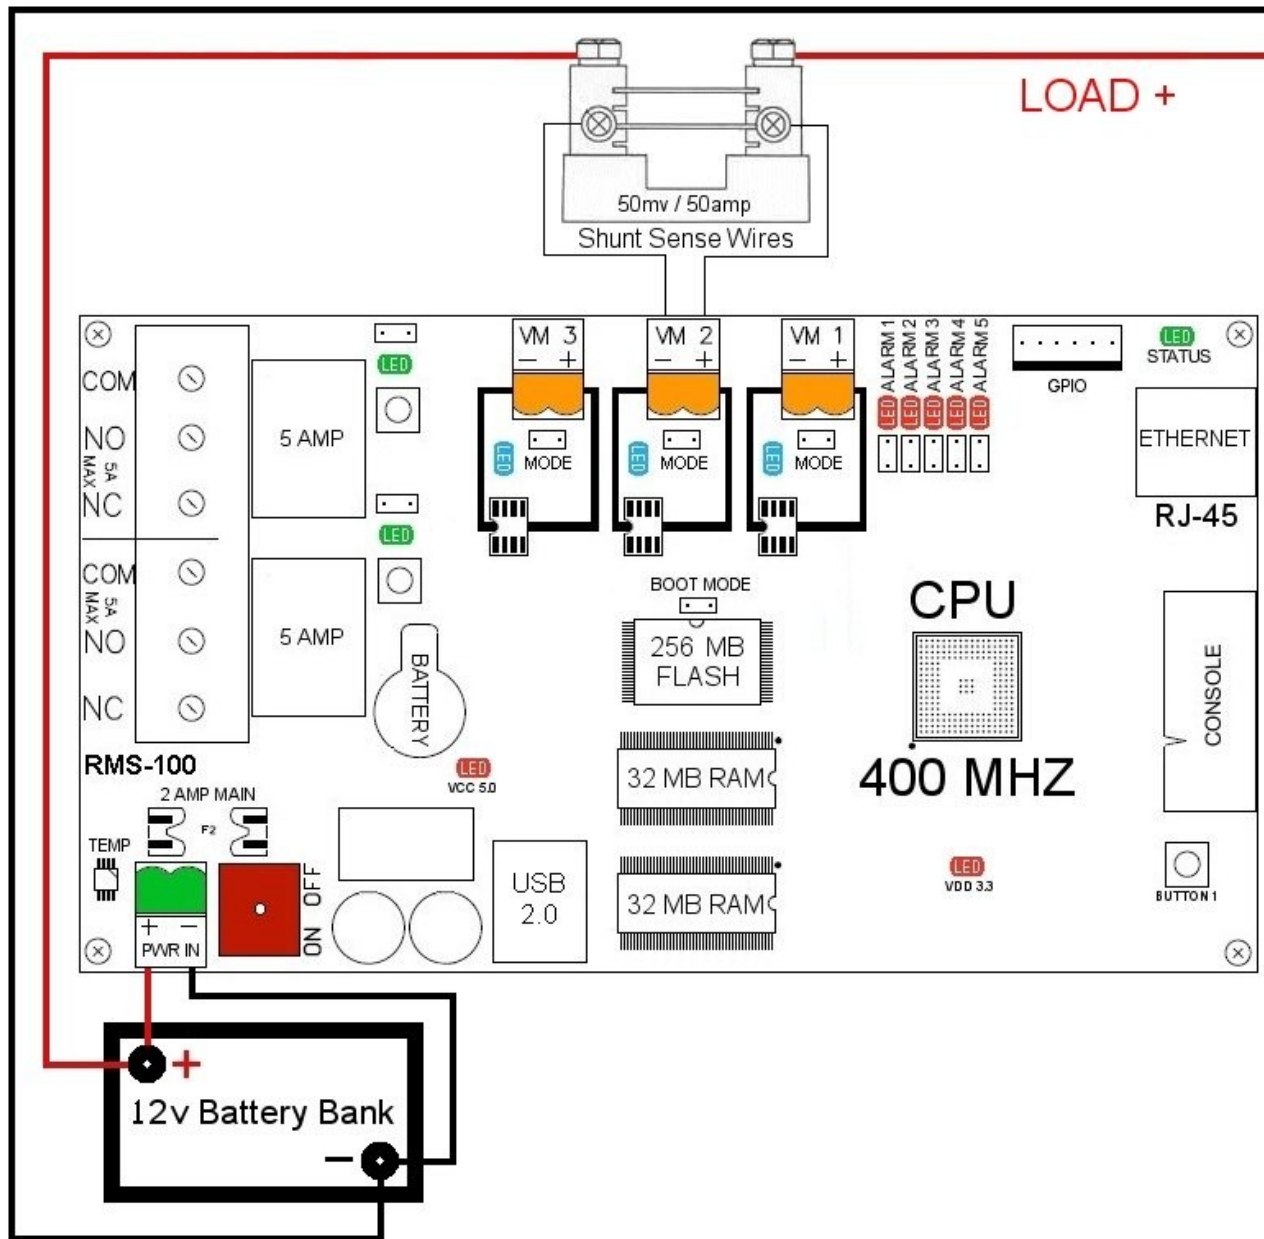 LOAD +
50mv / 50amp
Shunt Sense Wires
VM 3
- +
VM 2
- +
VM 1
- +
ALARM 1
ALARM 2
ALARM 3
ALARM 4
ALARM 5
LED
LED
LED
LED
LED
GPIO
LED
STATUS
COM
NO
5A
MAX
NC
5 AMP
LED
LED
MODE
LED
MODE
LED
MODE
ETHERNET
RJ-45
LED
COM
5A
MAX
NO
NC
5 AMP
BATTERY
BOOT MODE
256 MB
FLASH
CPU
400 MHZ
CONSOLE
RMS-100
LED
VCC 5.0
32 MB RAM
2 AMP MAIN
F2
TEMP
+ -
PWR IN
OFF
ON
USB
2.0
32 MB RAM
LED
VDD 3.3
BUTTON 1
+
12v Battery Bank
-